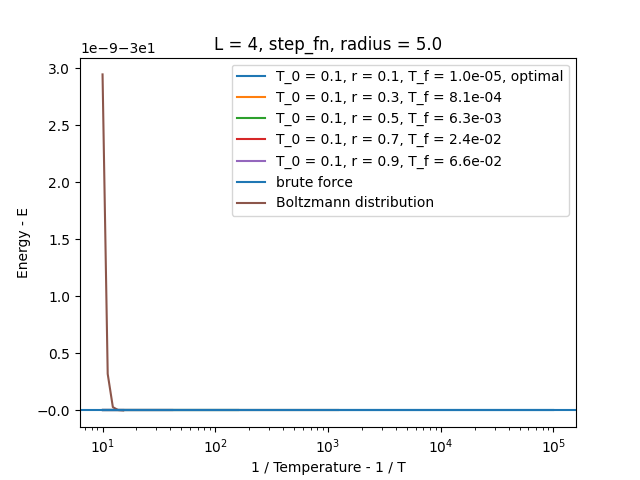 L = 4, step_fn, radius = 5.0
1e−9−3e1
3.0
2.5
2.0
1.5
1.0
0.5
−0.0
Energy - E
T_0 = 0.1, r = 0.1, T_f = 1.0e-05, optimal
T_0 = 0.1, r = 0.3, T_f = 8.1e-04
T_0 = 0.1, r = 0.5, T_f = 6.3e-03
T_0 = 0.1, r = 0.7, T_f = 2.4e-02
T_0 = 0.1, r = 0.9, T_f = 6.6e-02
brute force
Boltzmann distribution
10¹ 10² 10³ 10⁴ 10⁵
1 / Temperature - 1 / T